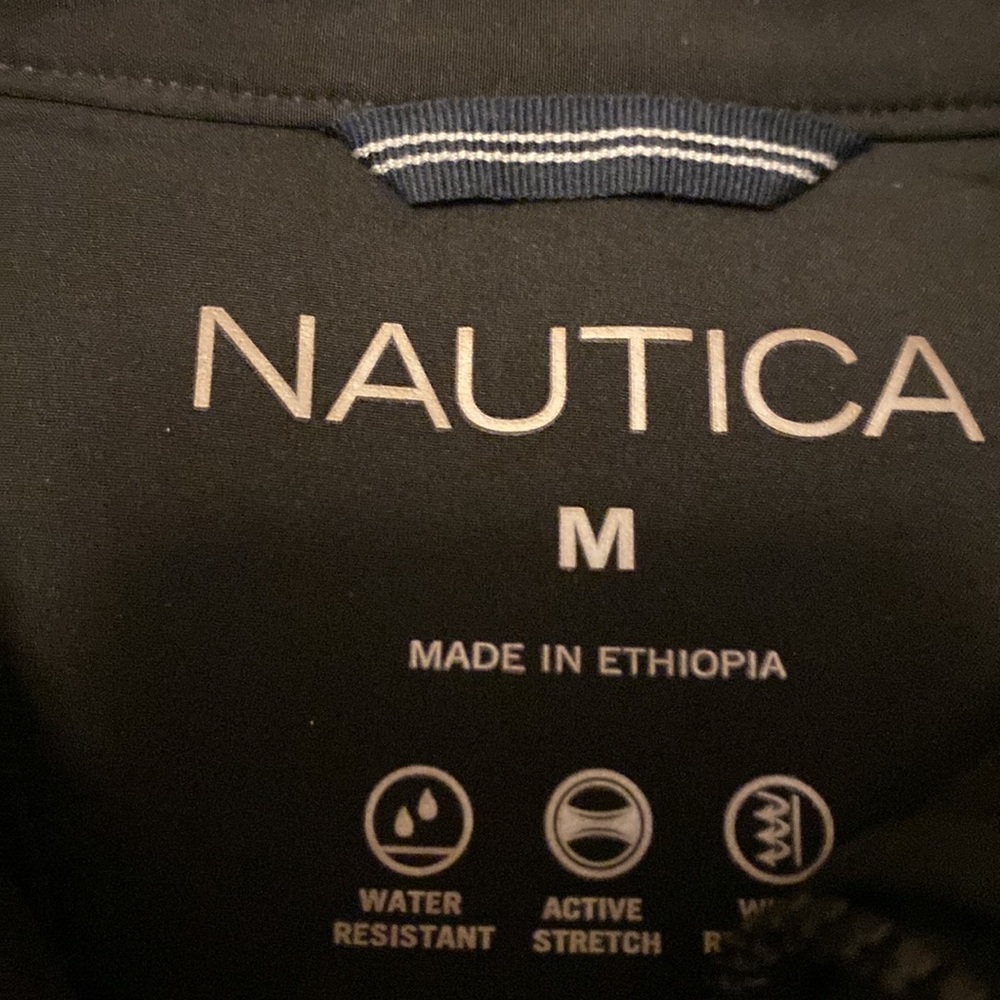 NAUTICA
M
MADE IN ETHIOPIA
WATER
RESISTANT
ACTIVE
STRETCH